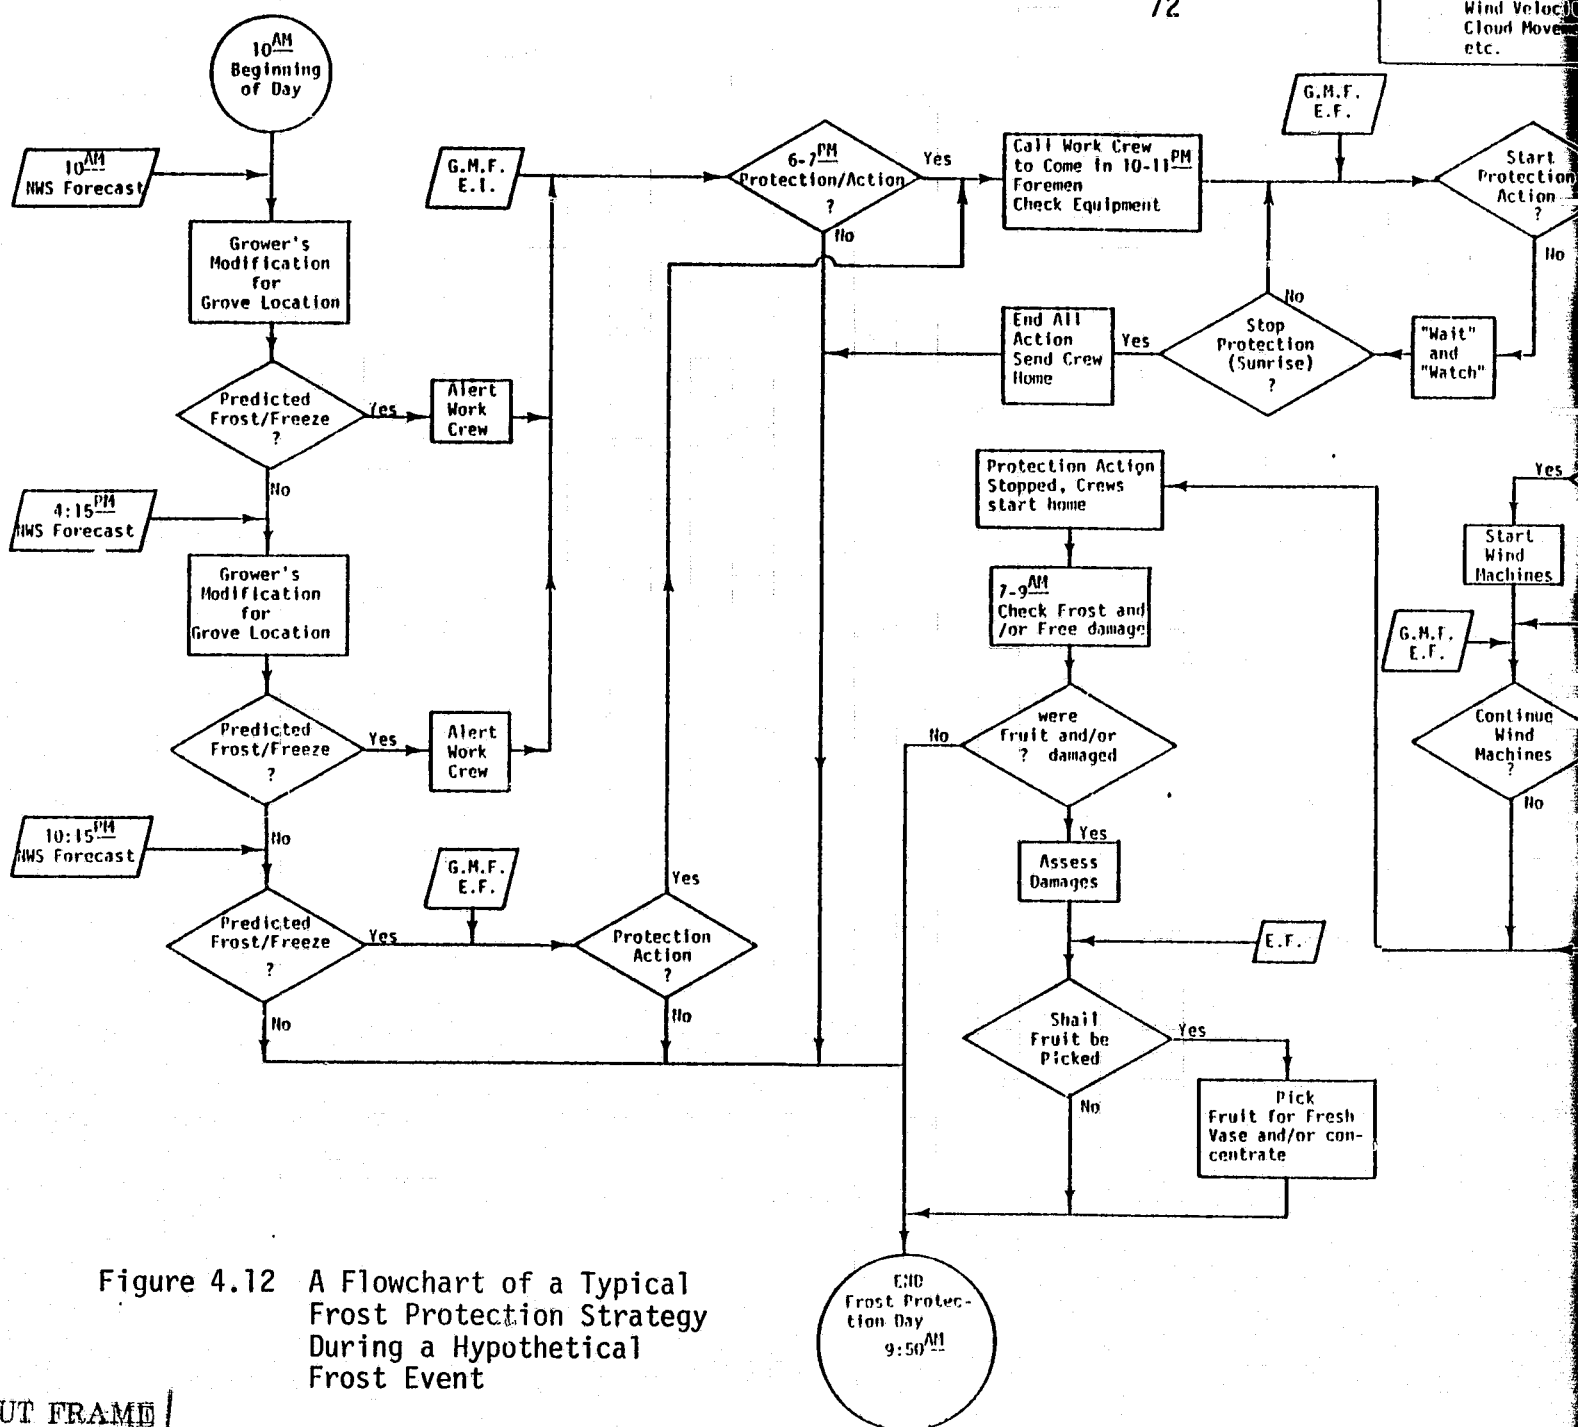 72
Wind
Cloud
etc.
10AM
Beginning
of Day
10AM
NWS Forecast
Grower's
Modification
for
Grove Location
Predicted
Frost/Freeze
?
Yes
No
Alert
Work
Crew
4:15PM
NWS Forecast
Grower's
Modification
for
Grove Location
Predicted
Frost/Freeze
?
Yes
No
Alert
Work
Crew
10:15PM
NWS Forecast
Predicted
Frost/Freeze
?
Yes
No
G.M.F.
E.F.
Protection
Action
?
Yes
No
G.M.F.
E.I.
6-7PM
Protection/Action
?
Yes
No
Call Work Crew
to Come in 10-11PM
Foremen
Check Equipment
G.M.F.
E.F.
Start
Protection
Action
?
No
"Wait"
and
"Watch"
Stop
Protection
(Sunrise)
?
No
Yes
End All
Action
Send Crew
Home
Protection Action
Stopped, Crews
start home
7-9AM
Check Frost and
/or Free damage
were
Fruit and/or
? damaged
No
Yes
Assess
Damages
E.F.
Shall
Fruit be
Picked
Yes
No
Pick
Fruit for Fresh
Vase and/or con-
centrate
Yes
Start
Wind
Machines
G.M.F.
E.F.
Continue
Wind
Machines
?
No
END
Frost Protec-
tion Day
9:50AM
Figure 4.12 A Flowchart of a Typical
Frost Protection Strategy
During a Hypothetical
Frost Event
UT FRAME